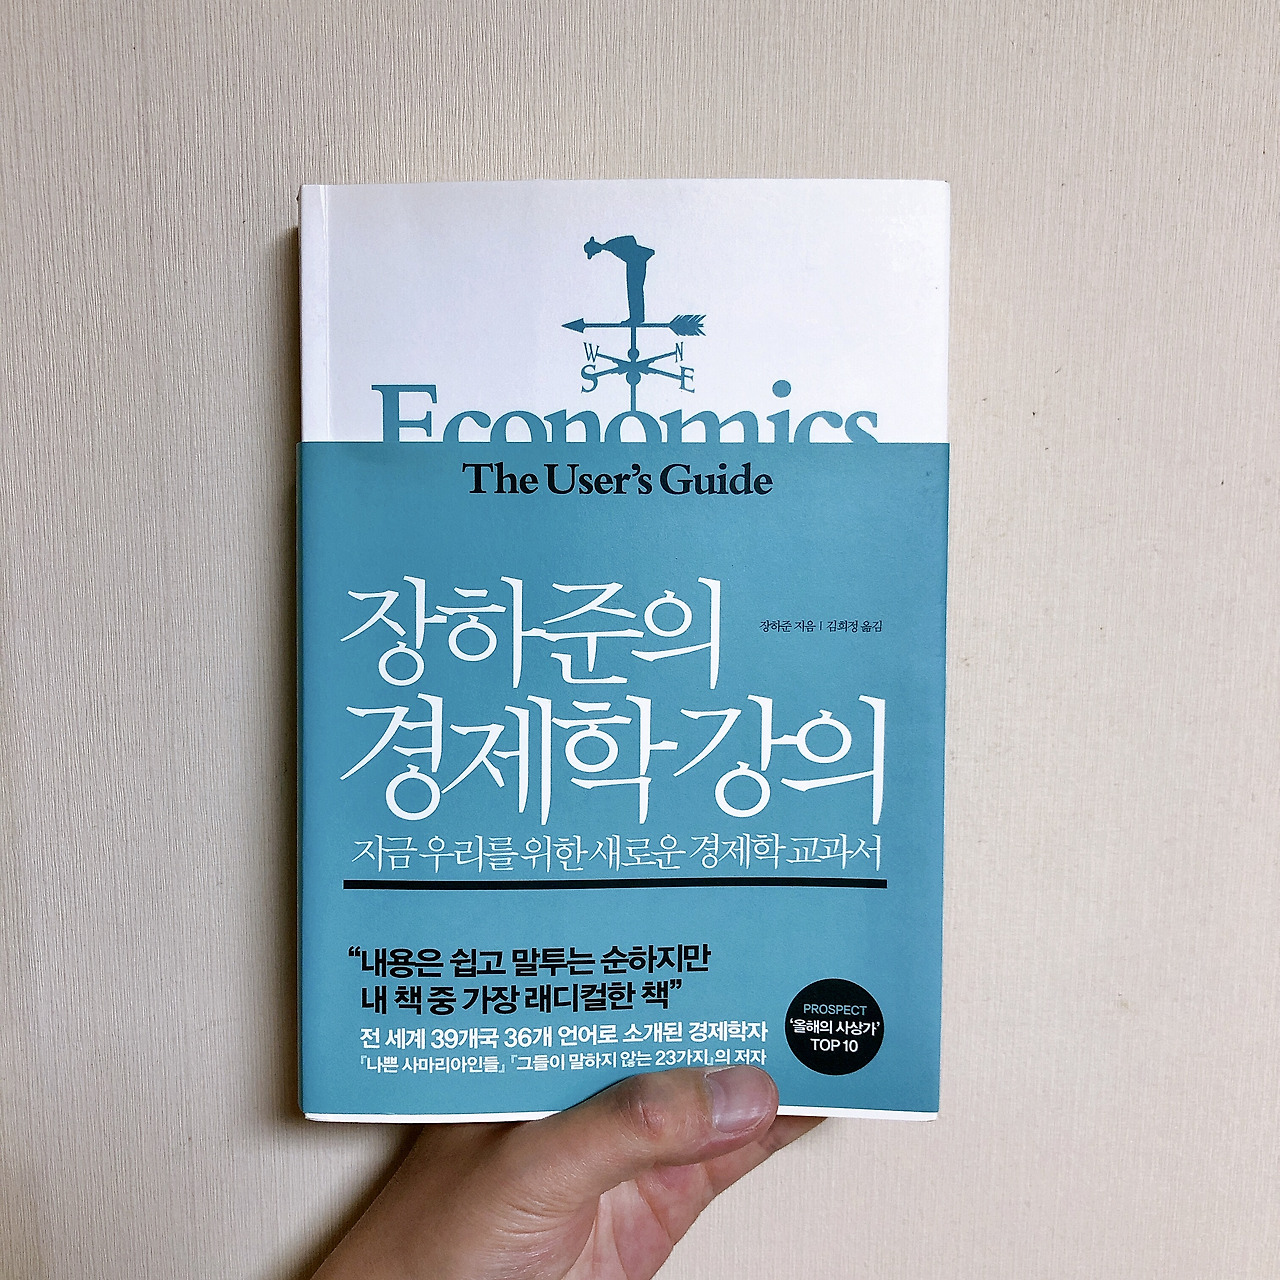 W N
S E
Economics
The User's Guide
장하준의
장하준 지음 | 김희정 옮김
경제학 강의
지금 우리를 위한 새로운 경제학 교과서
“내용은 쉽고 말투는 순하지만
내 책 중 가장 래디컬한 책”
전 세계 39개국 36개 언어로 소개된 경제학자
『나쁜 사마리아인들』 『그들이 말하지 않는 23가지』의 저자
PROSPECT
‘올해의 사상가’
TOP 10